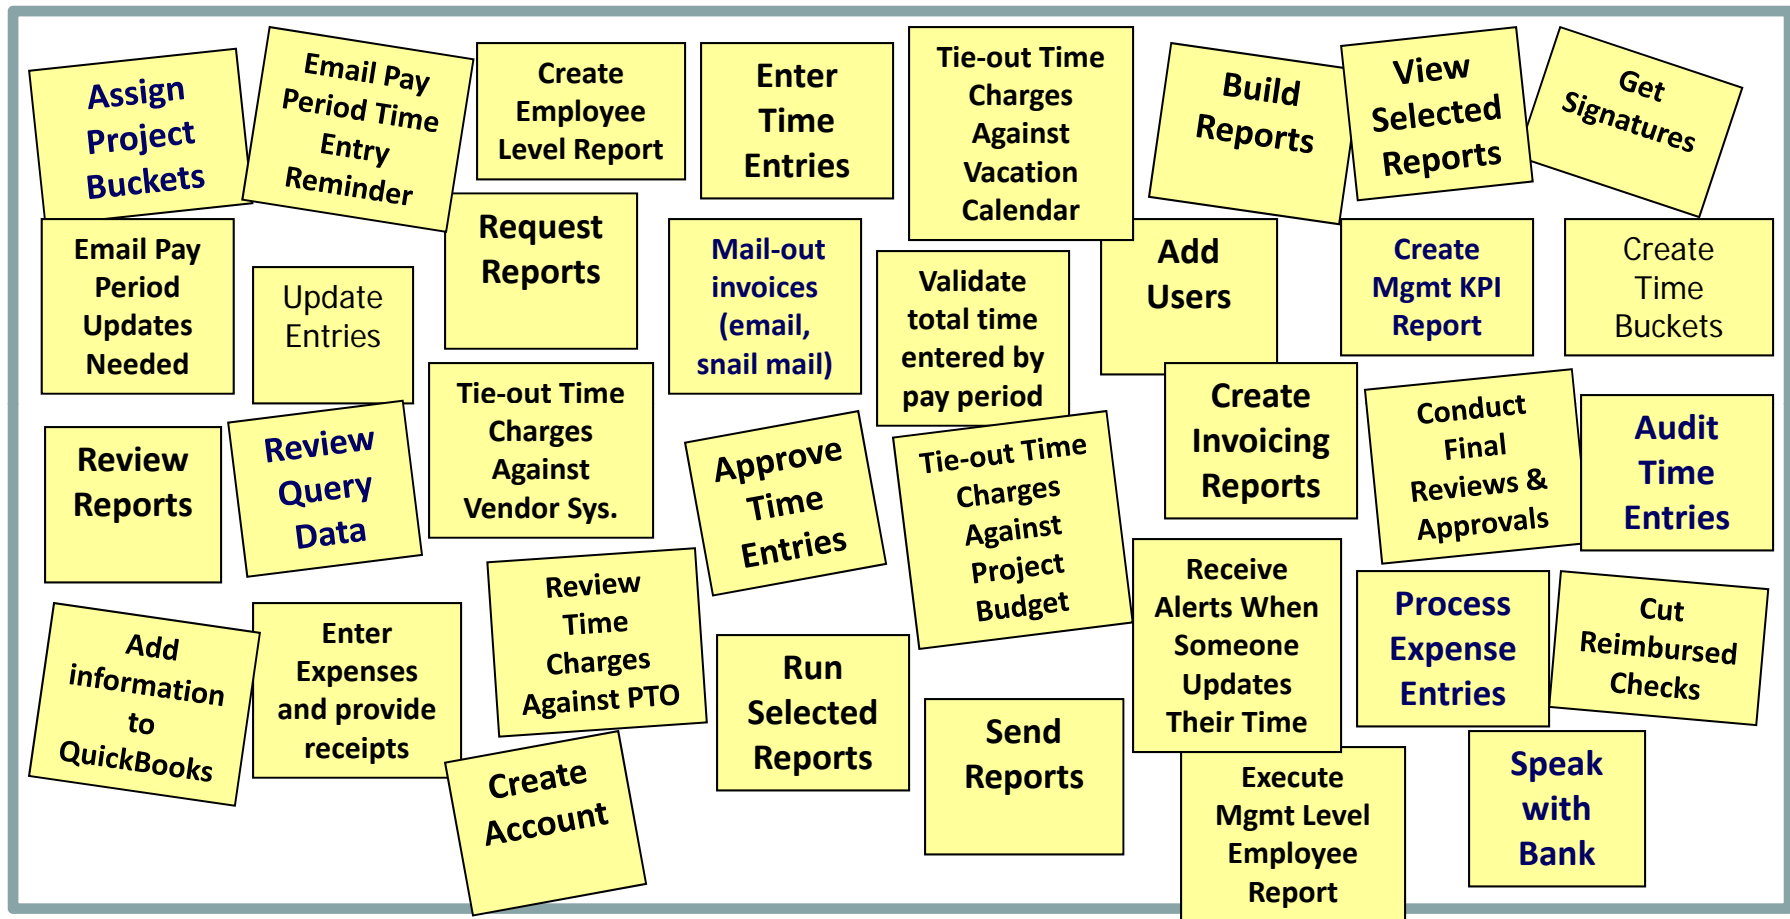 Assign
Project
Buckets
Email Pay
Period Time
Entry
Reminder
Create
Employee
Level Report
Enter
Time
Entries
Tie-out Time
Charges
Against
Vacation
Calendar
Build
Reports
View
Selected
Reports
Get
Signatures
Email Pay
Period
Updates
Needed
Update
Entries
Request
Reports
Mail-out
invoices
(email,
snail mail)
Validate
total time
entered by
pay period
Add
Users
Create
Mgmt KPI
Report
Create
Time
Buckets
Review
Reports
Review
Query
Data
Tie-out Time
Charges
Against
Vendor Sys.
Approve
Time
Entries
Tie-out Time
Charges
Against
Project
Budget
Create
Invoicing
Reports
Conduct
Final
Reviews &
Approvals
Audit
Time
Entries
Add
information
to
QuickBooks
Enter
Expenses
and provide
receipts
Review
Time
Charges
Against PTO
Run
Selected
Reports
Receive
Alerts When
Someone
Updates
Their Time
Process
Expense
Entries
Cut
Reimbursed
Checks
Create
Account
Send
Reports
Execute
Mgmt Level
Employee
Report
Speak
with
Bank